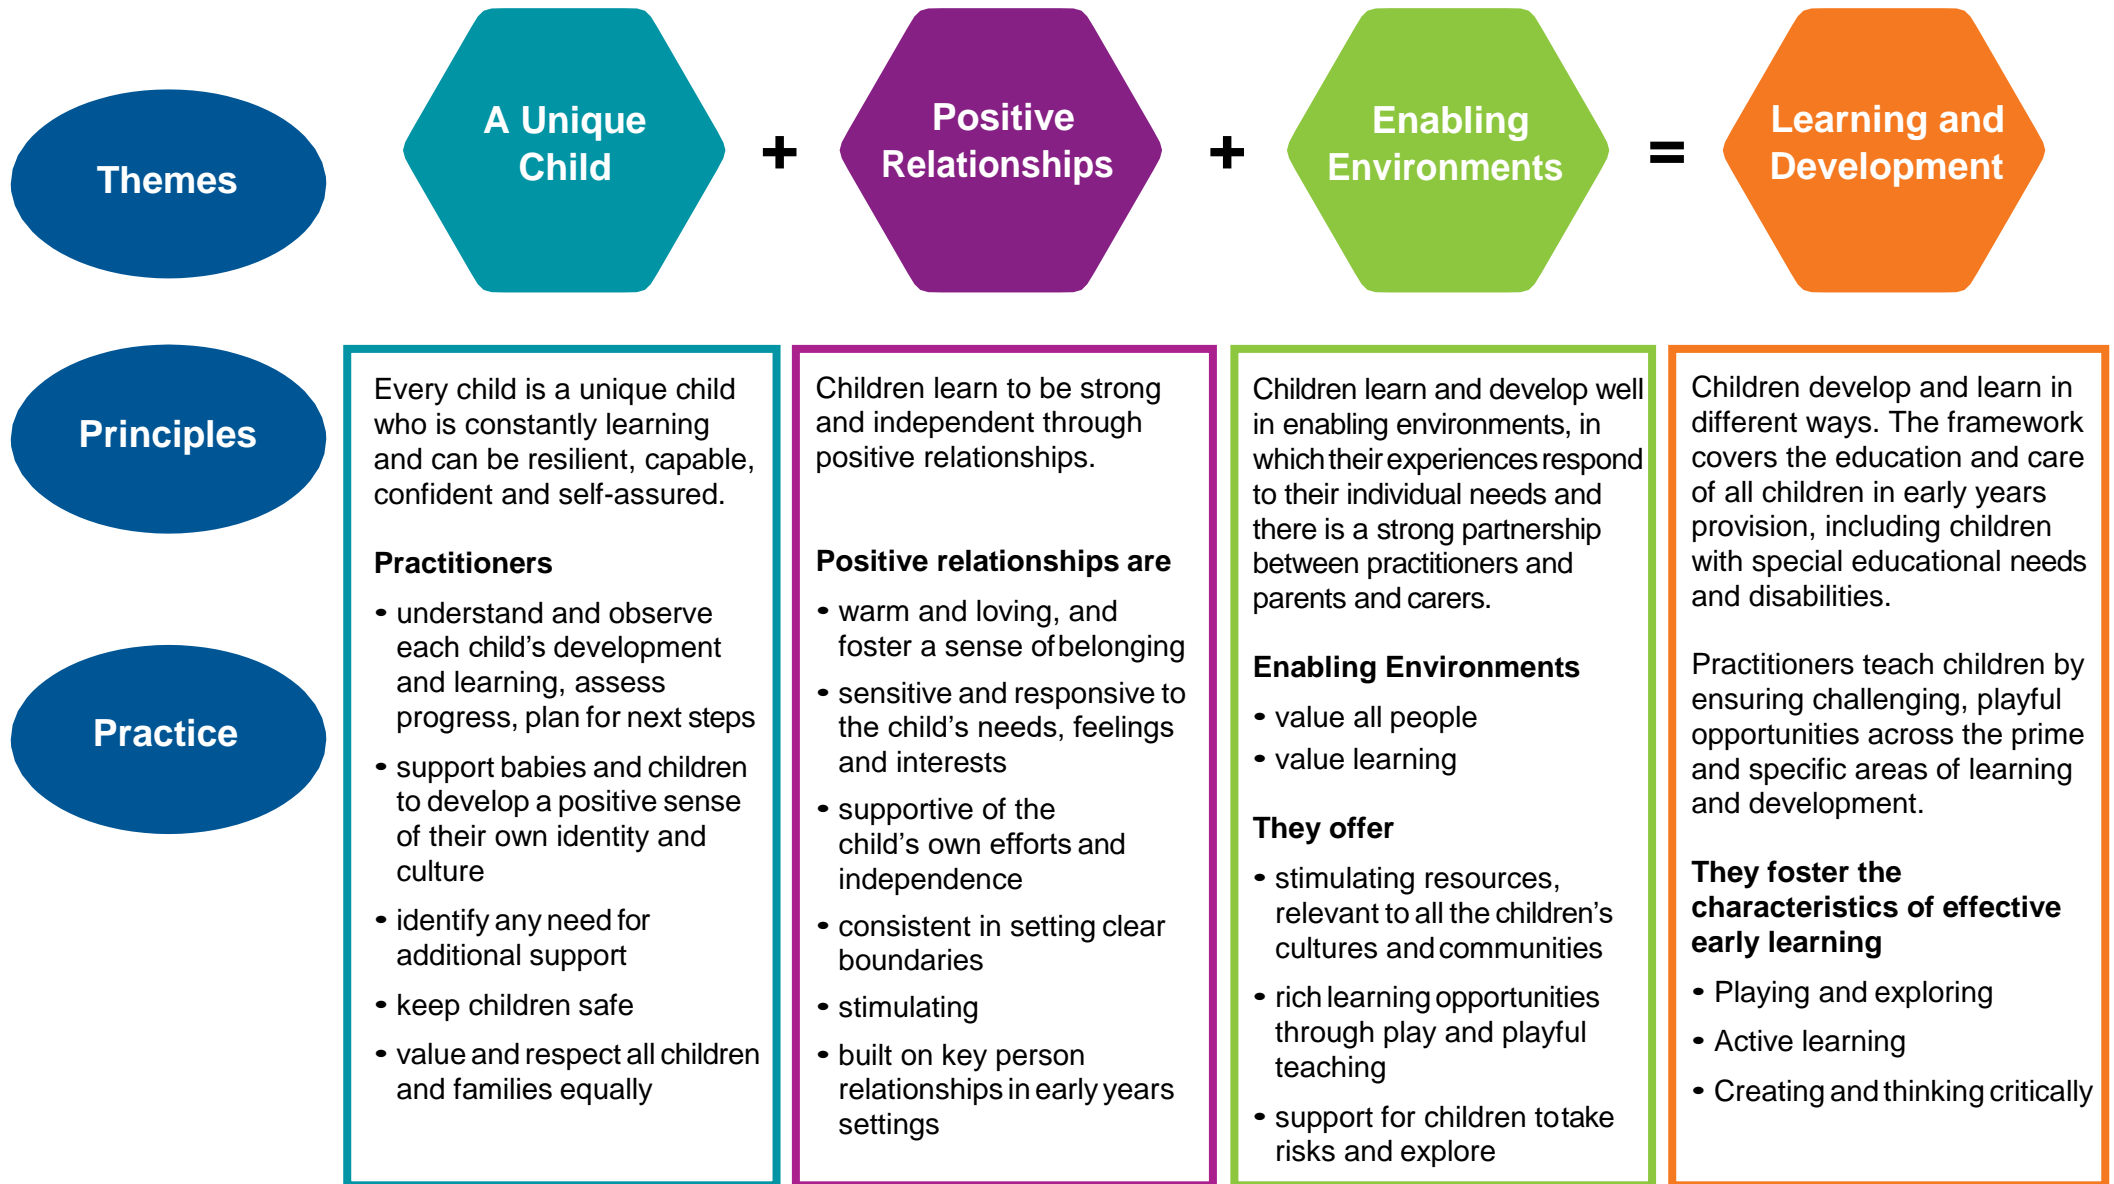 Themes
A Unique
Child
+
Positive
Relationships
+
Enabling
Environments
=
Learning and
Development
Principles
Practice
Every child is a unique child
who is constantly learning
and can be resilient, capable,
confident and self-assured.
Practitioners
• understand and observe
each child’s development
and learning, assess
progress, plan for next steps
• support babies and children
to develop a positive sense
of their own identity and
culture
• identify any need for
additional support
• keep children safe
• value and respect all children
and families equally
Children learn to be strong
and independent through
positive relationships.
Positive relationships are
• warm and loving, and
foster a sense of belonging
• sensitive and responsive to
the child’s needs, feelings
and interests
• supportive of the
child’s own efforts and
independence
• consistent in setting clear
boundaries
• stimulating
• built on key person
relationships in early years
settings
Children learn and develop well
in enabling environments, in
which their experiences respond
to their individual needs and
there is a strong partnership
between practitioners and
parents and carers.
Enabling Environments
• value all people
• value learning
They offer
• stimulating resources,
relevant to all the children’s
cultures and communities
• rich learning opportunities
through play and playful
teaching
• support for children to take
risks and explore
Children develop and learn in
different ways. The framework
covers the education and care
of all children in early years
provision, including children
with special educational needs
and disabilities.
Practitioners teach children by
ensuring challenging, playful
opportunities across the prime
and specific areas of learning
and development.
They foster the
characteristics of effective
early learning
• Playing and exploring
• Active learning
• Creating and thinking critically